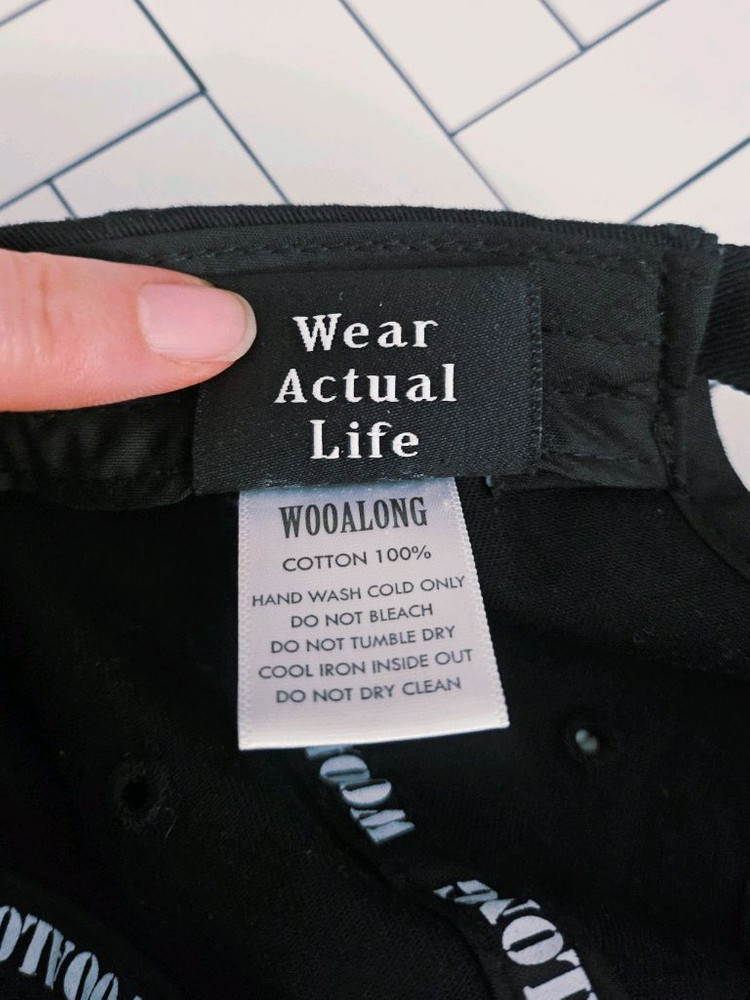 Wear
Actual
Life
WOOALONG
COTTON 100%
HAND WASH COLD ONLY
DO NOT BLEACH
DO NOT TUMBLE DRY
COOL IRON INSIDE OUT
DO NOT DRY CLEAN